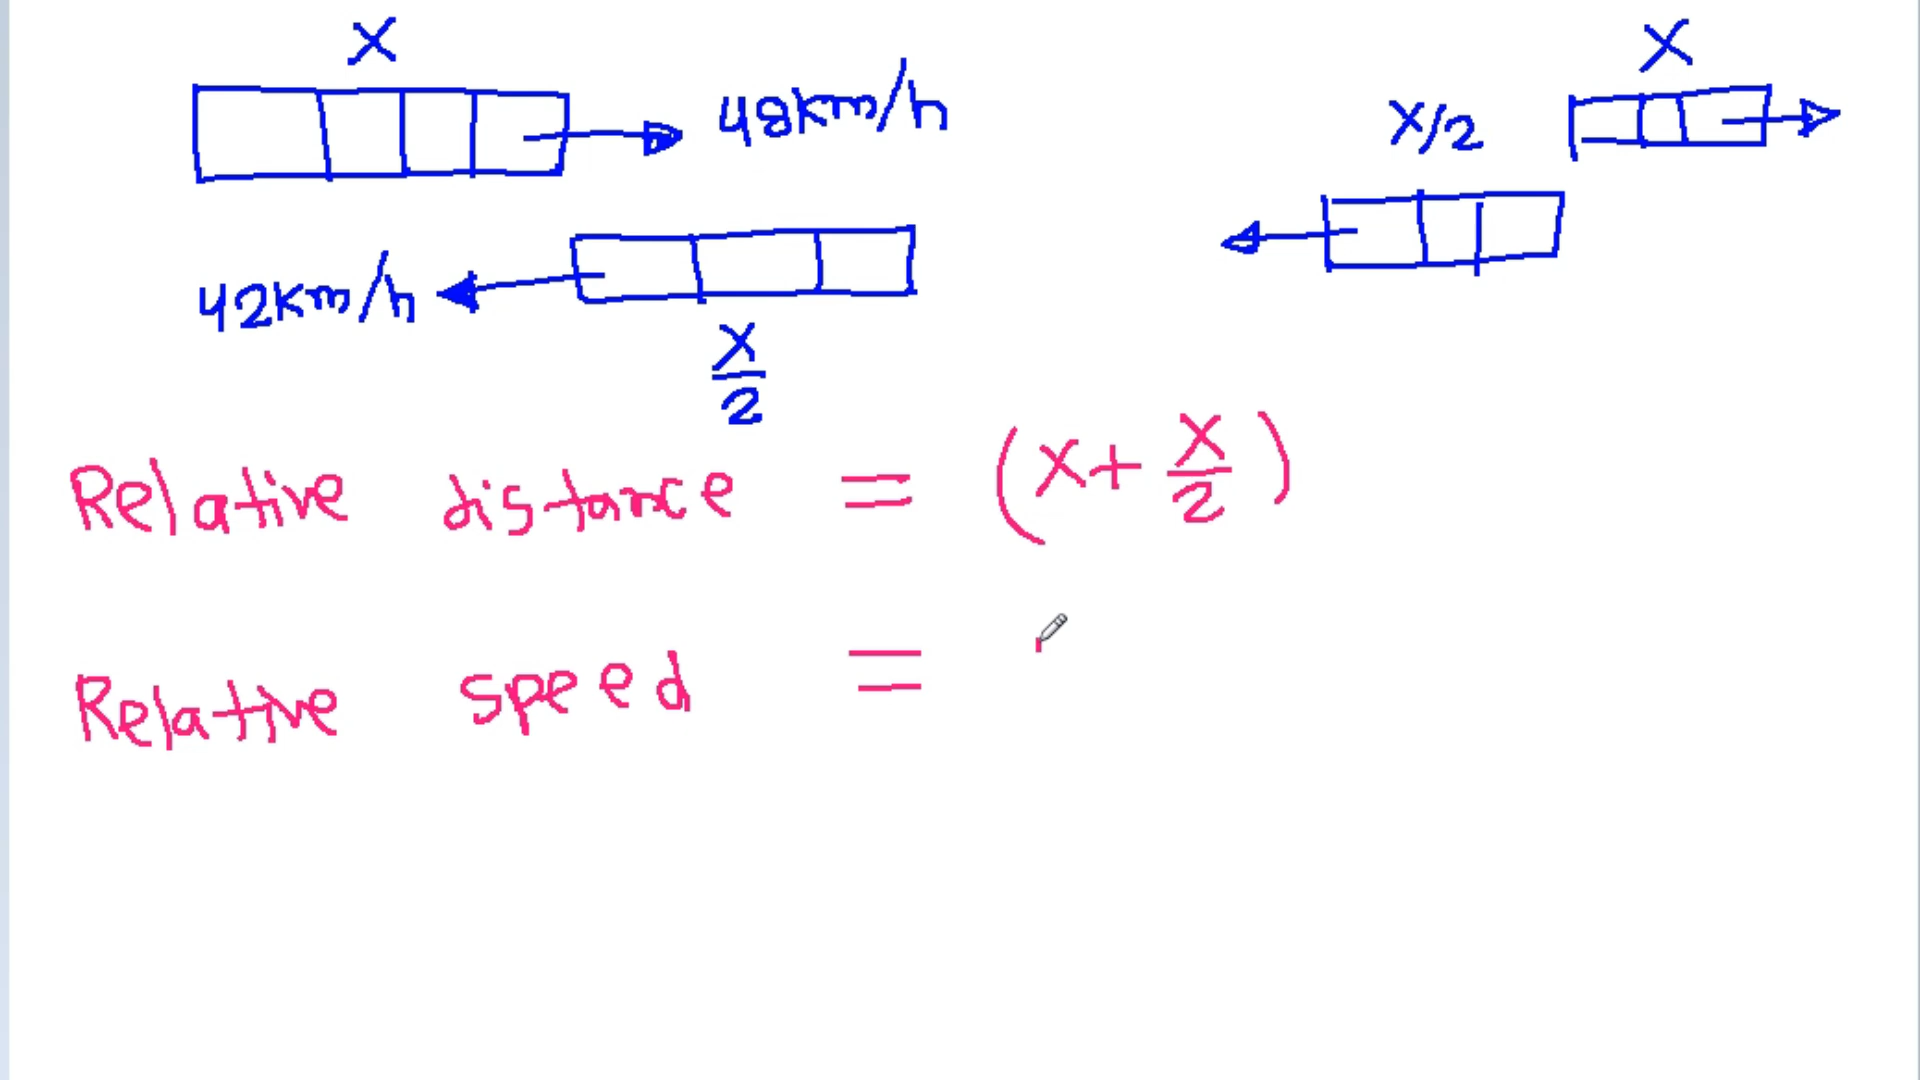 X
48km/h
X/2
X
42km/h
X/2
Relative distance = (x + x/2)
Relative speed =